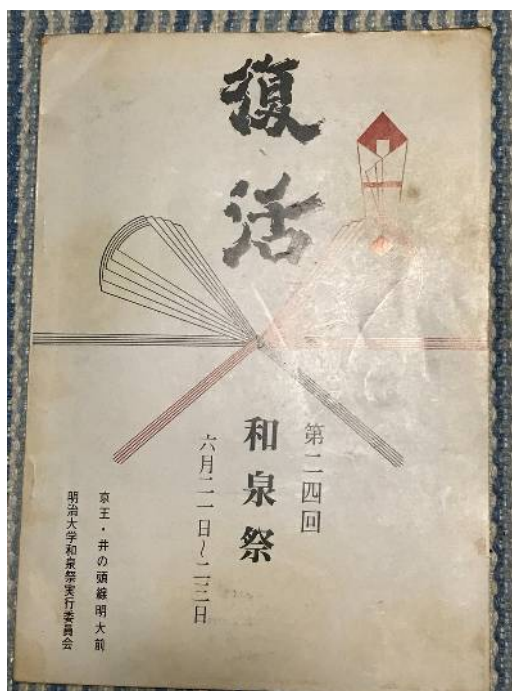 復活
第二四回
和泉祭
六月二一日～二三日
京王・井の頭線明大前
明治大学和泉祭実行委員会